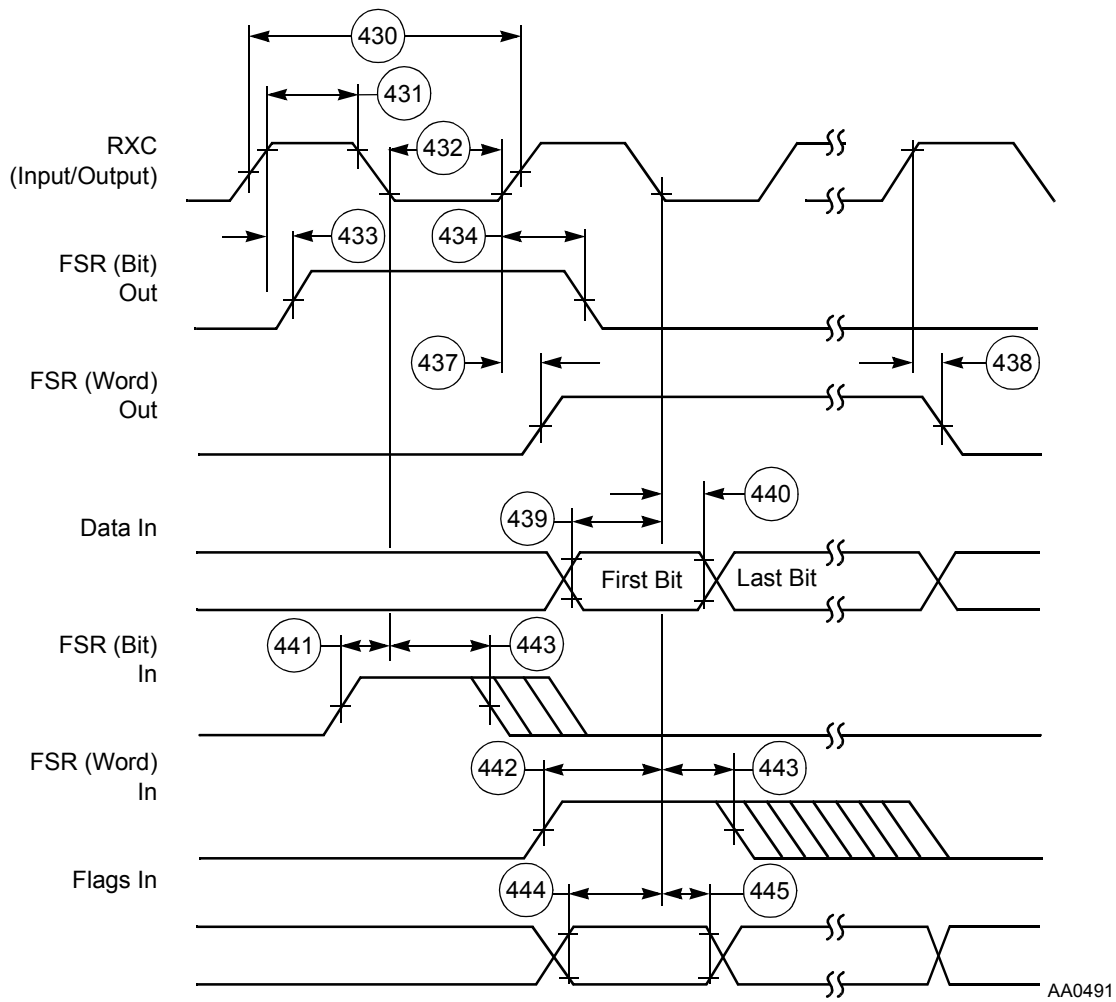 430
431
RXC
(Input/Output)
432
433
434
FSR (Bit)
Out
437
438
FSR (Word)
Out
440
439
Data In
First Bit
Last Bit
FSR (Bit)
In
441
443
FSR (Word)
In
442
443
Flags In
444
445
AA0491